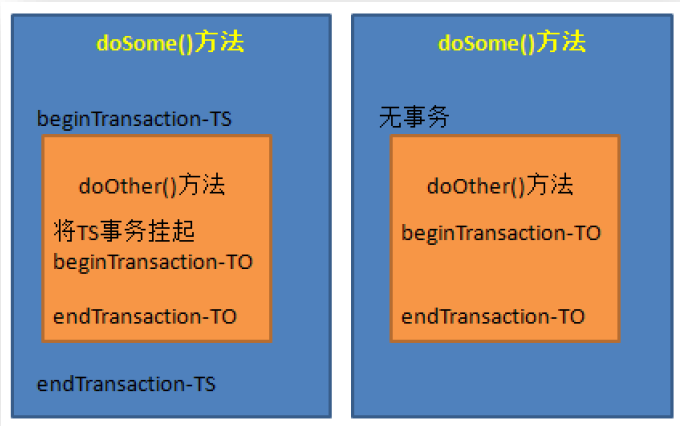 doSome()方法
beginTransaction-TS
doOther()方法
将TS事务挂起
beginTransaction-TO
endTransaction-TO
endTransaction-TS
doSome()方法
无事务
doOther()方法
beginTransaction-TO
endTransaction-TO